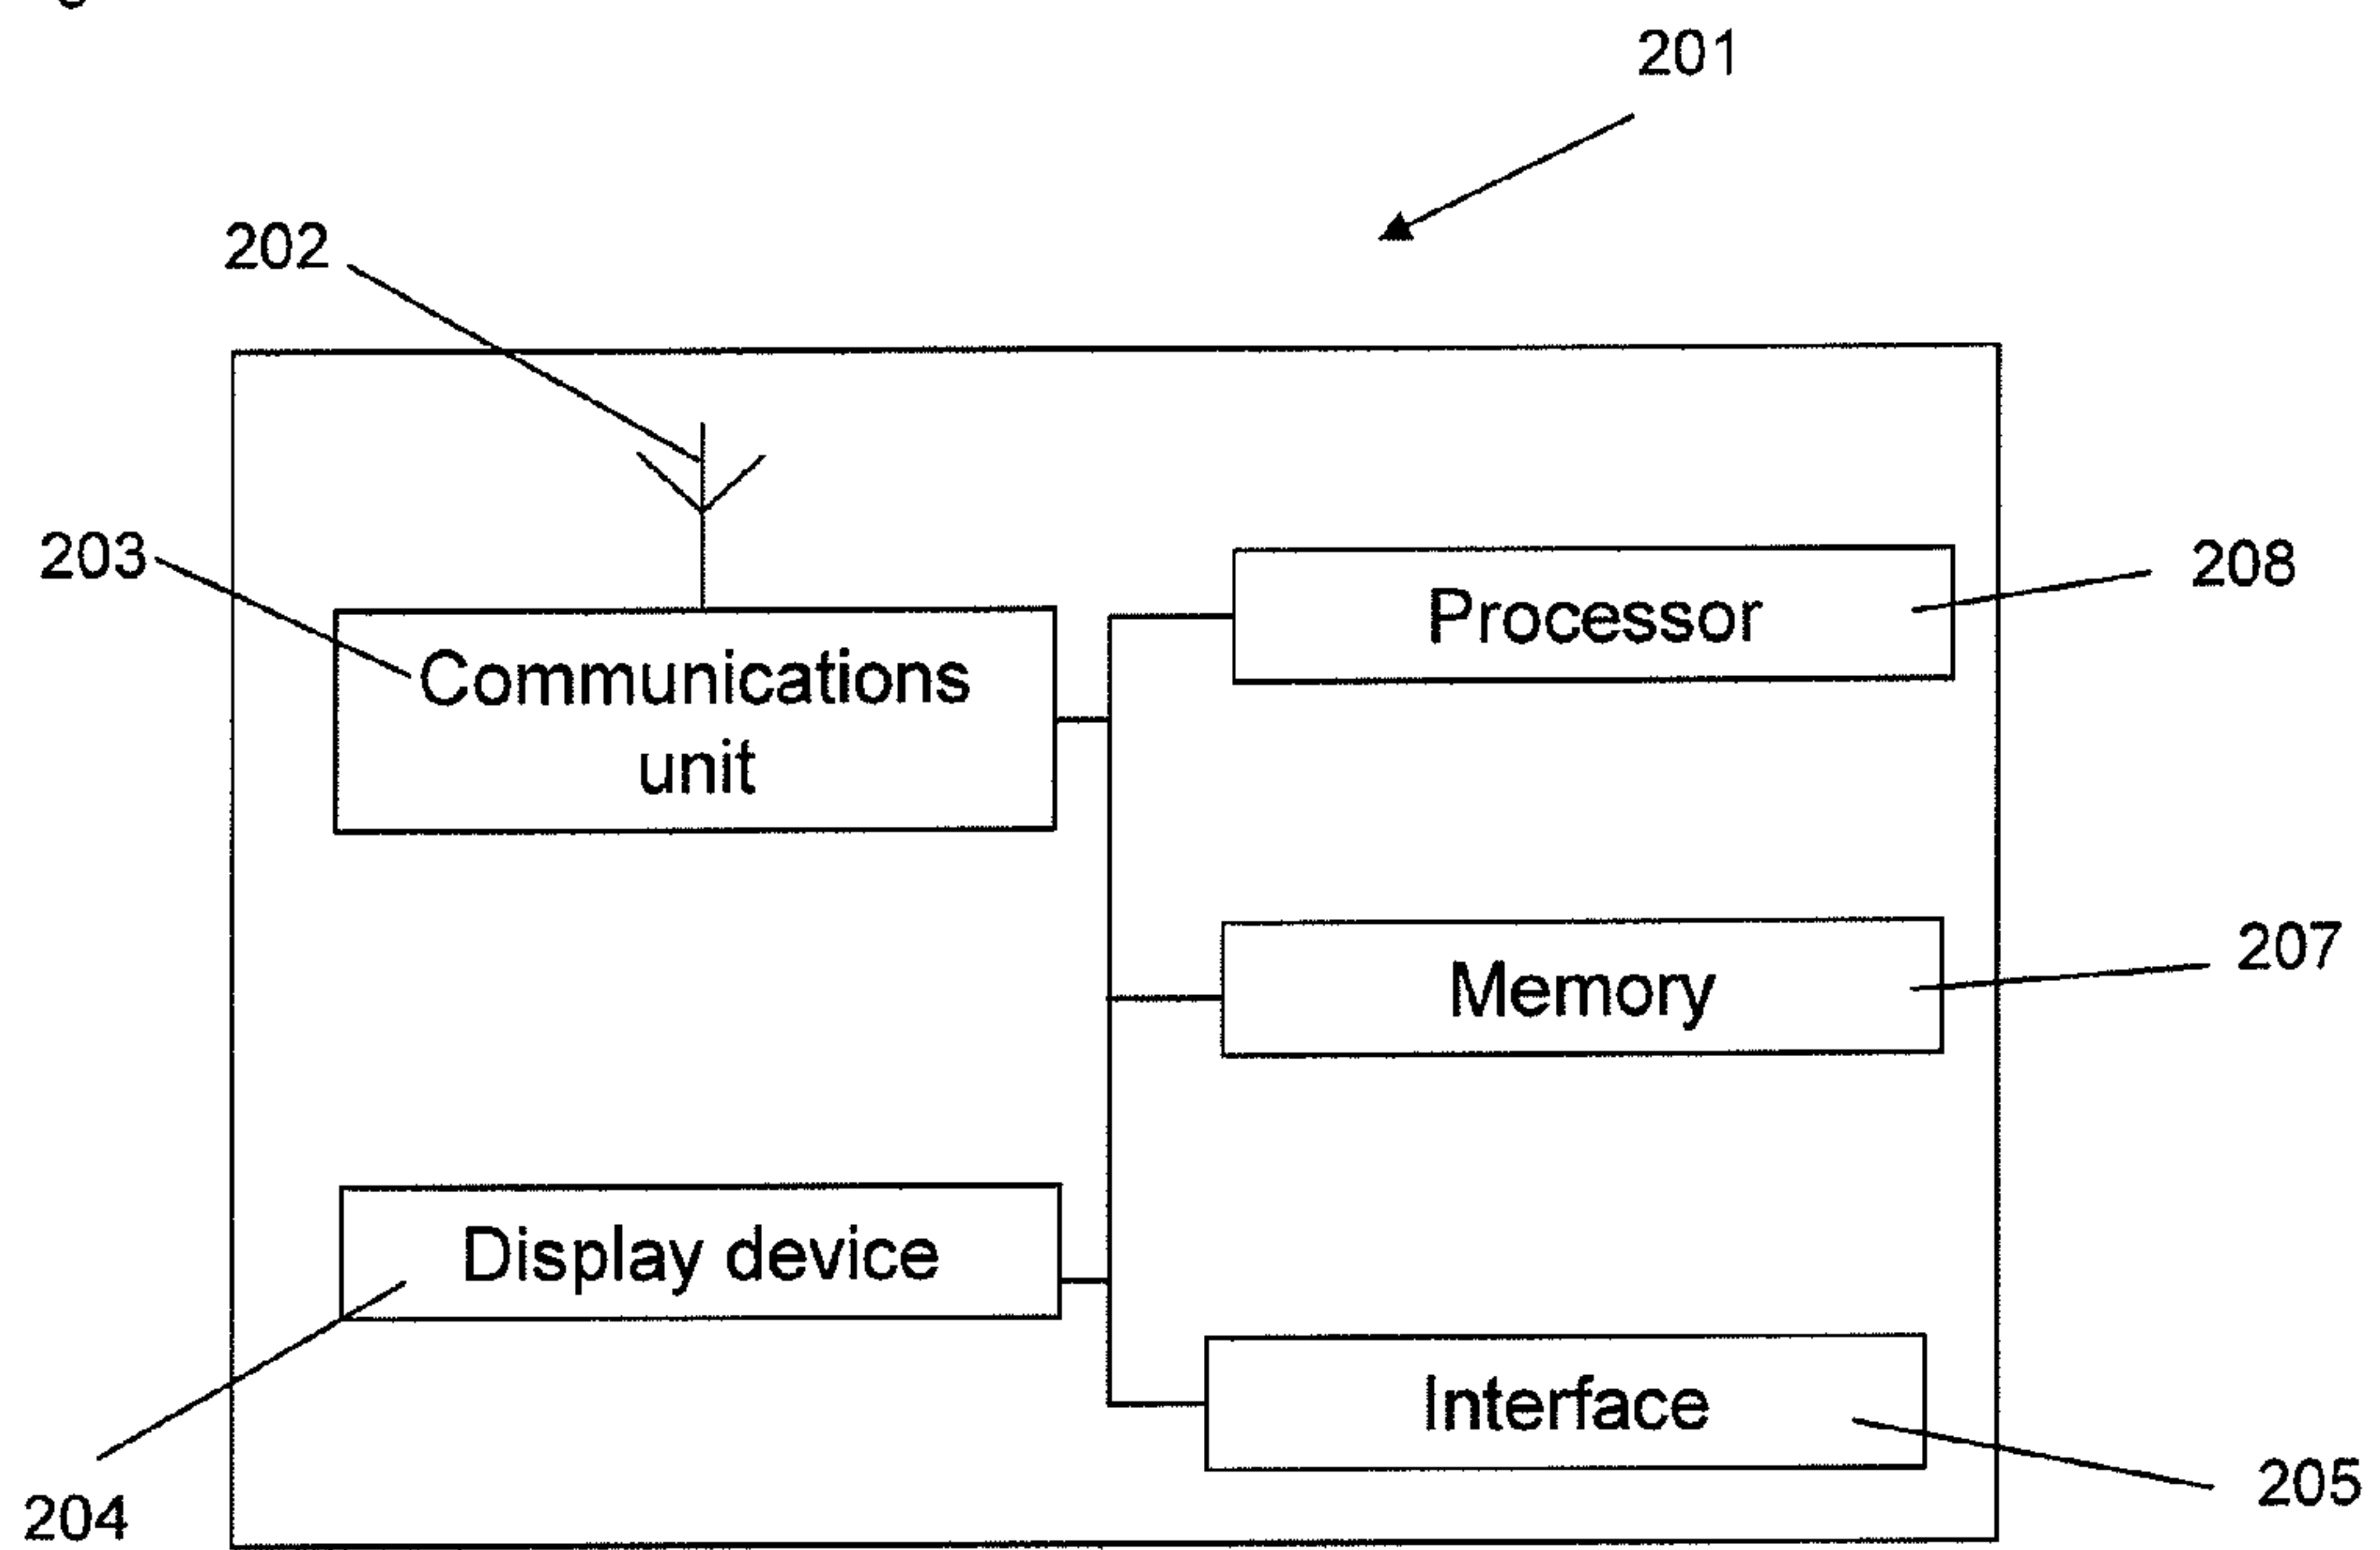 201
202
203
Processor
208
Communications
unit
Memory
207
Display device
Interface
204
205